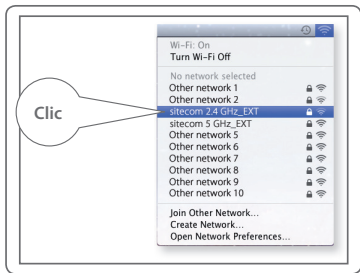 Wi-Fi: On
Turn Wi-Fi Off
No network selected
Other network 1
Other network 2
Clic
sitecom 2.4 GHz_EXT
sitecom 5 GHz_EXT
Other network 5
Other network 6
Other network 7
Other network 8
Other network 9
Other network 10
Join Other Network...
Create Network...
Open Network Preferences...